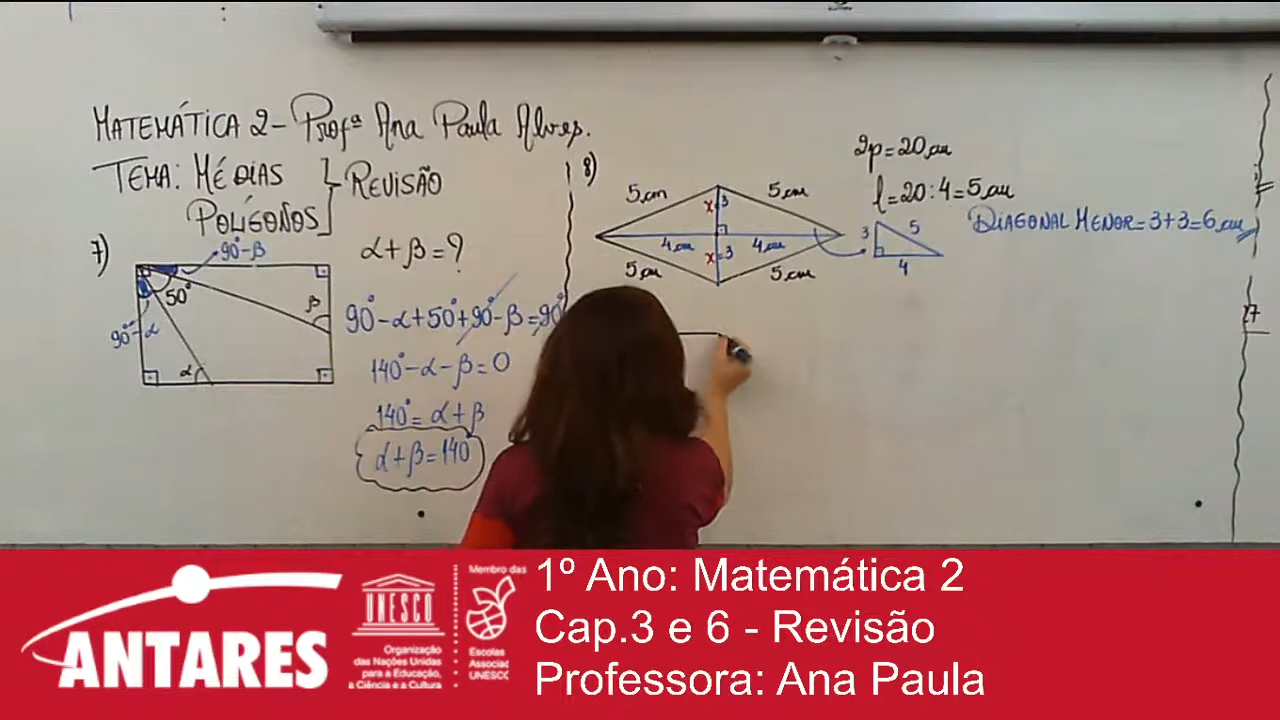 MATEMÁTICA 2 - Profª Ana Paula Alves.
TEMA: MÉDIAS
POLÍGONOS
REVISÃO
7)
90°-β
50°
90°-α
β
α
α+β=?
90°-α+50°+90°-β=90°
140°-α-β=0
140°=α+β
α+β=140°
8)
5cm
5cm
x
3
4cm
4cm
x
3
5cm
5cm
2p=20cm
l=20:4=5cm
3
5
4
DIAGONAL MENOR=3+3=6cm
ANTARES
UNESCO
Organização
das Nações Unidas
para a Educação,
a Ciência e a Cultura
Membro das
Escolas
Associad
UNESC
1º Ano: Matemática 2
Cap.3 e 6 - Revisão
Professora: Ana Paula